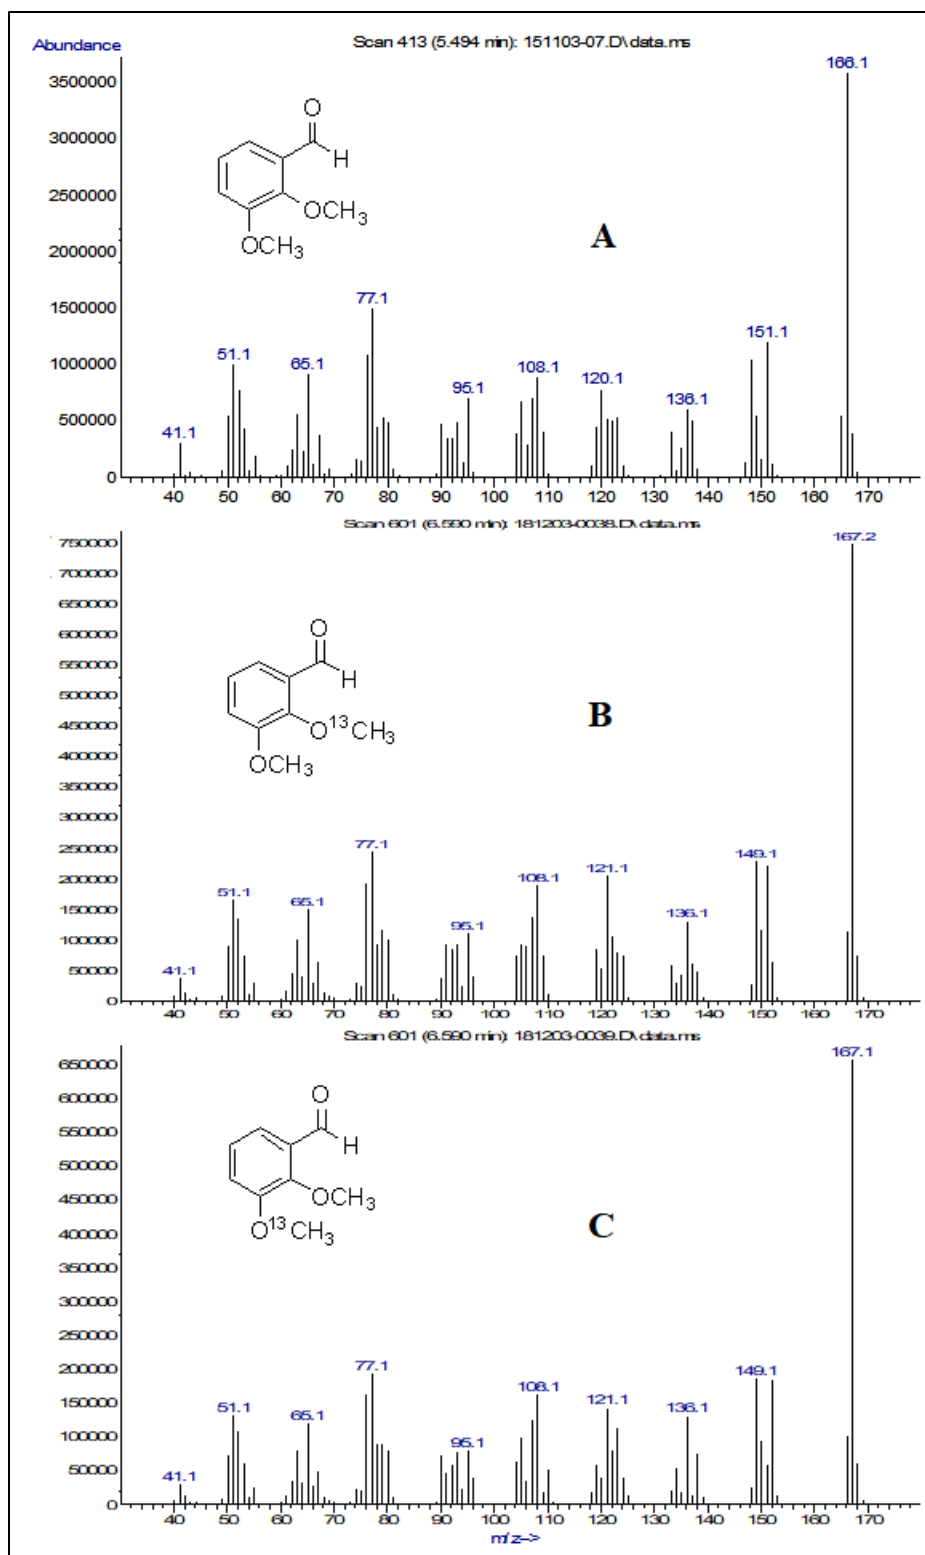 Abundance
Scan 413 (5.494 min): 151103-07.D\data.ms
3500000
3000000
2500000
2000000
1500000
1000000
500000
0
166.1
151.1
136.1
120.1
108.1
95.1
77.1
65.1
51.1
41.1
O
H
OCH3
OCH3
A
40 50 60 70 80 90 100 110 120 130 140 150 160 170
Scan 601 (6.590 min): 181203-0038.D\data.ms
750000
700000
650000
600000
550000
500000
450000
400000
350000
300000
250000
200000
150000
100000
50000
0
167.2
149.1
136.1
121.1
108.1
95.1
77.1
65.1
51.1
41.1
O
H
O13CH3
OCH3
B
40 50 60 70 80 90 100 110 120 130 140 150 160 170
Scan 601 (6.590 min): 181203-0039.D\data.ms
650000
600000
550000
500000
450000
400000
350000
300000
250000
200000
150000
100000
50000
0
167.1
149.1
136.1
121.1
108.1
95.1
77.1
65.1
51.1
41.1
O
H
OCH3
O13CH3
C
40 50 60 70 80 90 100 110 120 130 140 150 160 170
m/z-->